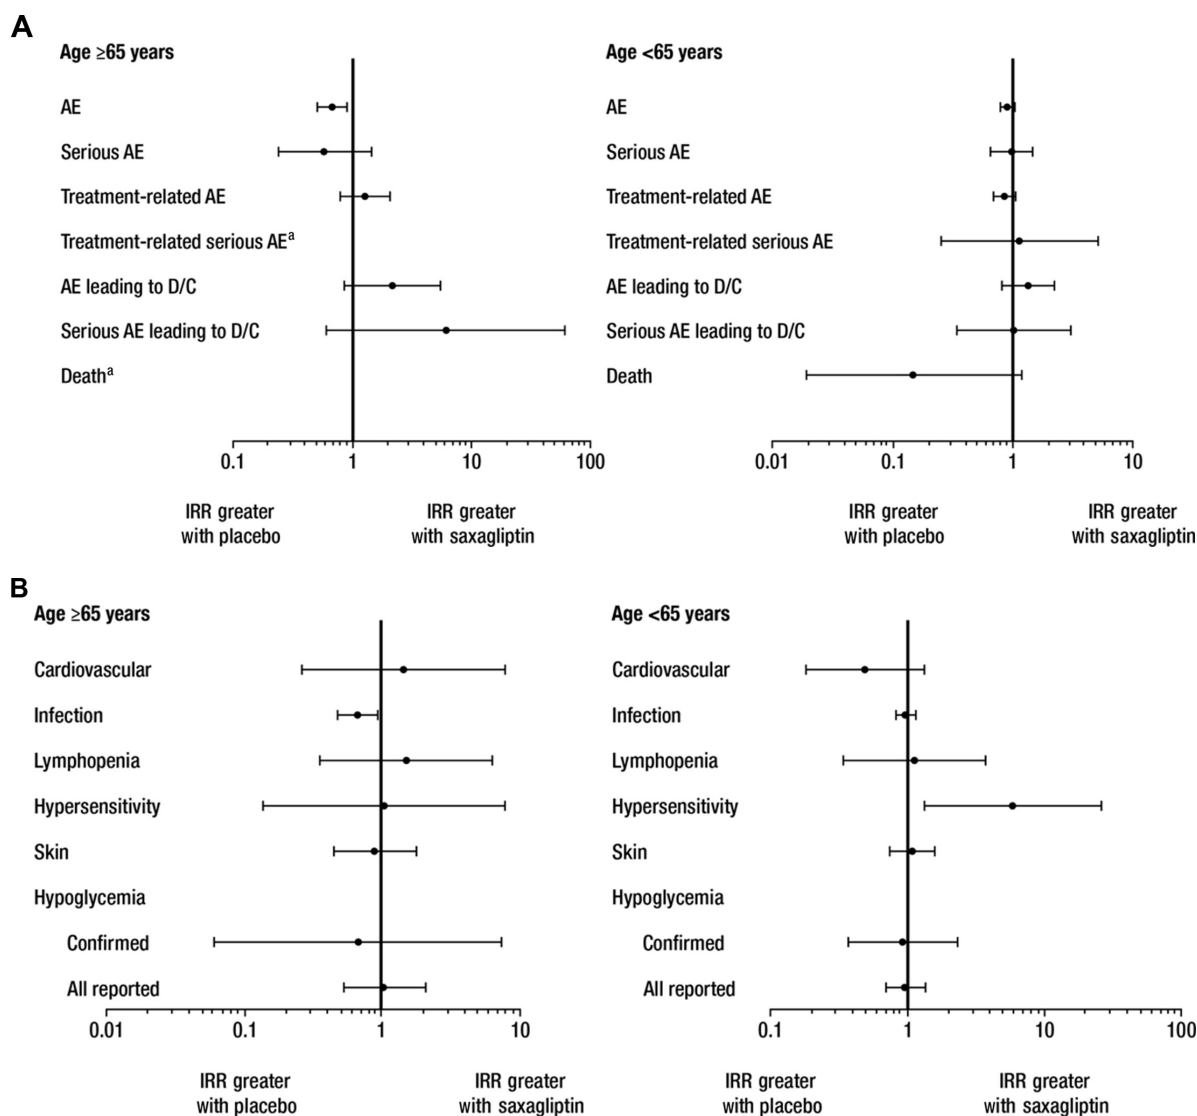 A
Age ≥65 years
AE
Serious AE
Treatment-related AE
Treatment-related serious AEᵃ
AE leading to D/C
Serious AE leading to D/C
Deathᵃ
0.1 1 10 100
IRR greater
with placebo
IRR greater
with saxagliptin
Age <65 years
AE
Serious AE
Treatment-related AE
Treatment-related serious AE
AE leading to D/C
Serious AE leading to D/C
Death
0.01 0.1 1 10
IRR greater
with placebo
IRR greater
with saxagliptin
B
Age ≥65 years
Cardiovascular
Infection
Lymphopenia
Hypersensitivity
Skin
Hypoglycemia
Confirmed
All reported
0.01 0.1 1 10
IRR greater
with placebo
IRR greater
with saxagliptin
Age <65 years
Cardiovascular
Infection
Lymphopenia
Hypersensitivity
Skin
Hypoglycemia
Confirmed
All reported
0.1 1 10 100
IRR greater
with placebo
IRR greater
with saxagliptin